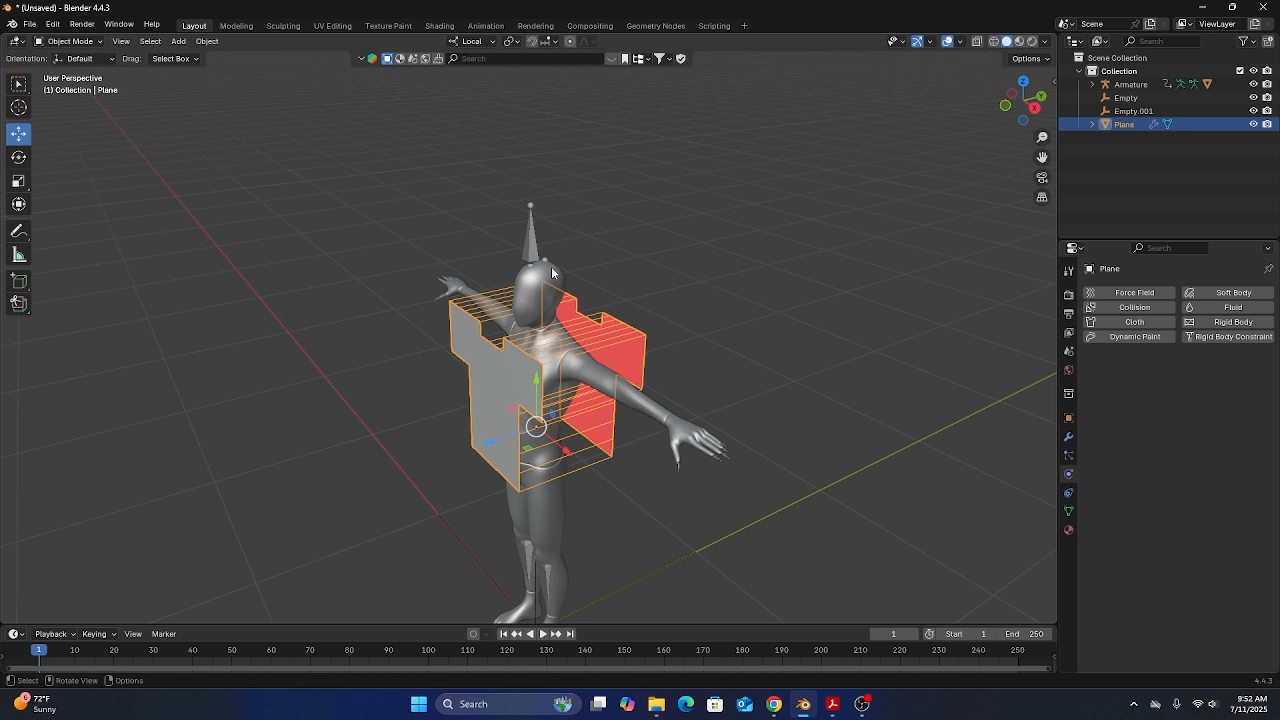 * (Unsaved) - Blender 4.4.3
File Edit Render Window Help
Layout Modeling Sculpting UV Editing Texture Paint Shading Animation Rendering Compositing Geometry Nodes Scripting +
Scene ViewLayer
Object Mode View Select Add Object Local Search
Orientation: Default Drag: Select Box Search Options
User Perspective
(1) Collection | Plane
Z
Y
X
Scene Collection
Collection
Armature
Empty
Empty.001
Plane
Search
Plane
Force Field Soft Body
Collision Fluid
Cloth Rigid Body
Dynamic Paint Rigid Body Constraint
Playback Keying View Marker 1 Start 1 End 250
1 10 20 30 40 50 60 70 80 90 100 110 120 130 140 150 160 170 180 190 200 210 220 230 240 250
Select Rotate View Options 4.4.3
6 72°F
Sunny
Search
9:52 AM
7/11/2025